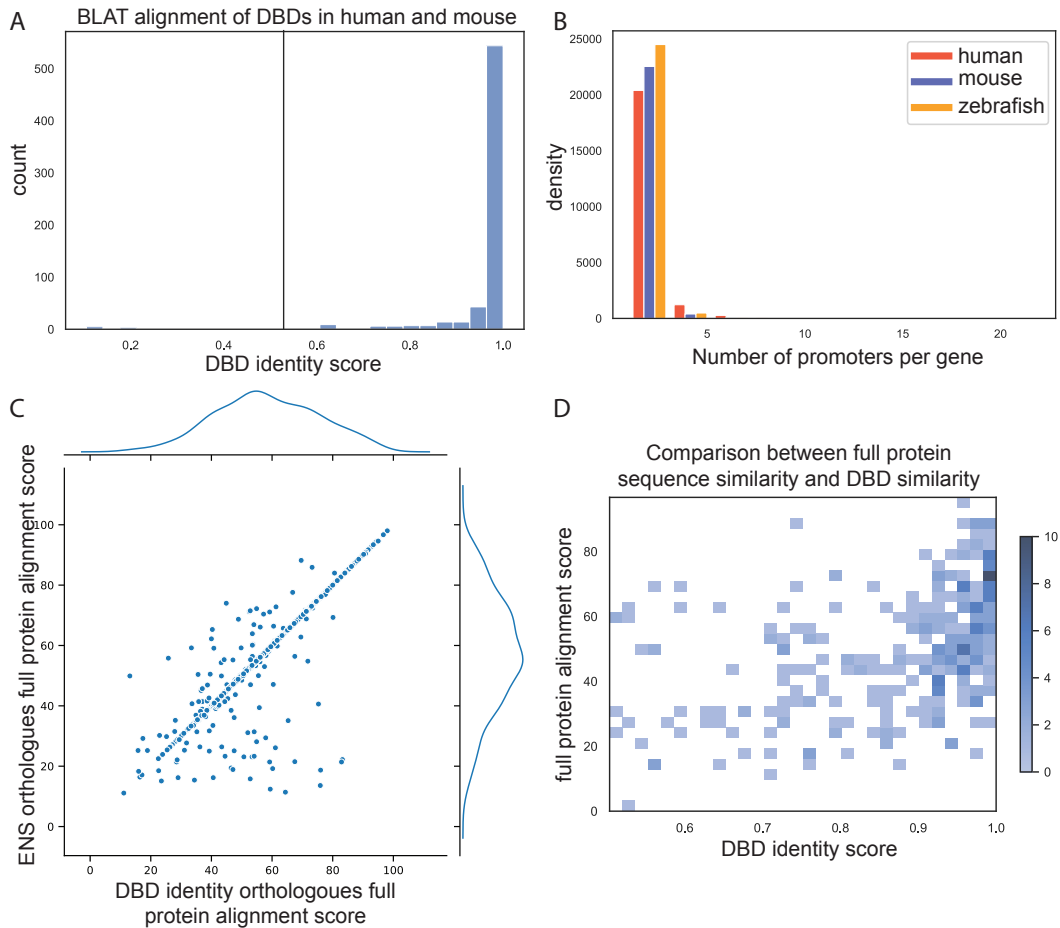 A
BLAT alignment of DBDs in human and mouse
500
400
300
200
100
0
count
0.2
0.4
0.6
0.8
1.0
DBD identity score
B
25000
20000
15000
10000
5000
0
density
human
mouse
zebrafish
5
10
15
20
Number of promoters per gene
C
ENS orthologues full protein alignment score
100
80
60
40
20
0
0
20
40
60
80
100
DBD identity orthologoues full
protein alignment score
D
Comparison between full protein
sequence similarity and DBD similarity
full protein alignment score
80
60
40
20
0
0.6
0.7
0.8
0.9
1.0
DBD identity score
10
8
6
4
2
0